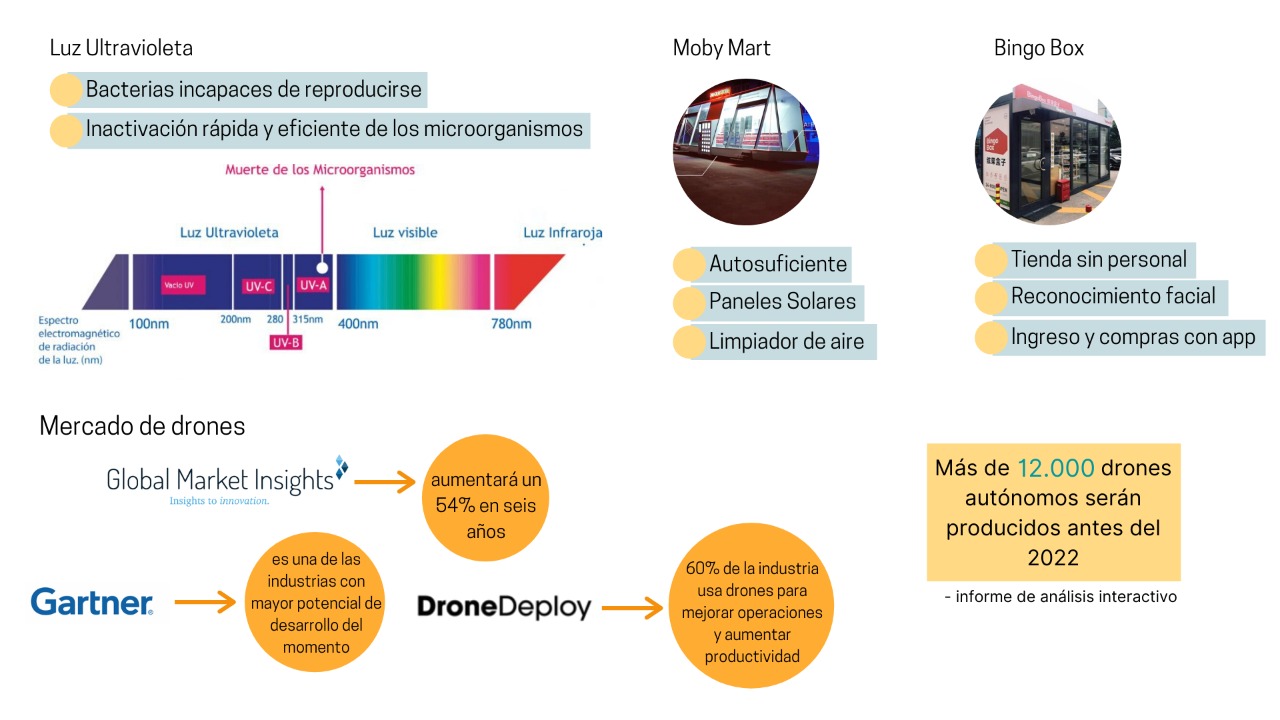 Luz Ultravioleta
Bacterias incapaces de reproducirse
Inactivación rápida y eficiente de los microorganismos
Muerte de los Microorganismos
Luz Ultravioleta
Luz visible
Luz Infraroja
Vacio UV
UV-C
UV-A
Espectro
electromagnético
de radiación
de la luz. (nm)
100nm
200nm
280
315nm
400nm
780nm
UV-B
Moby Mart
Autosuficiente
Paneles Solares
Limpiador de aire
Bingo Box
bingo
box
Tienda sin personal
Reconocimiento facial
Ingreso y compras con app
Mercado de drones
Global Market Insights
Insights to innovation.
aumentará un
54% en seis
años
Gartner
es una de las
industrias con
mayor potencial de
desarrollo del
momento
DroneDeploy
60% de la industria
usa drones para
mejorar operaciones
y aumentar
productividad
Más de 12.000 drones
autónomos serán
producidos antes del
2022
- informe de análisis interactivo